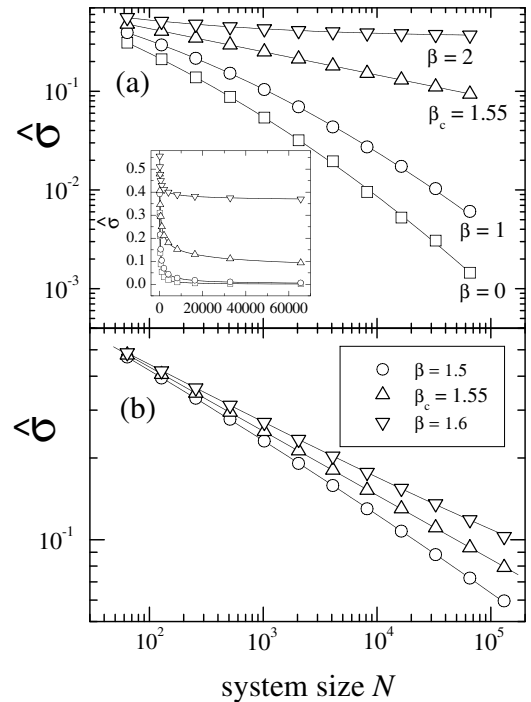 (a)
β = 2
β_c = 1.55
β = 1
β = 0
σ̂
10^-1
10^-2
10^-3
σ̂
0.5
0.4
0.3
0.2
0.1
0.0
0 20000 40000 60000
(b)
β = 1.5
β_c = 1.55
β = 1.6
σ̂
10^-1
10^2 10^3 10^4 10^5
system size N